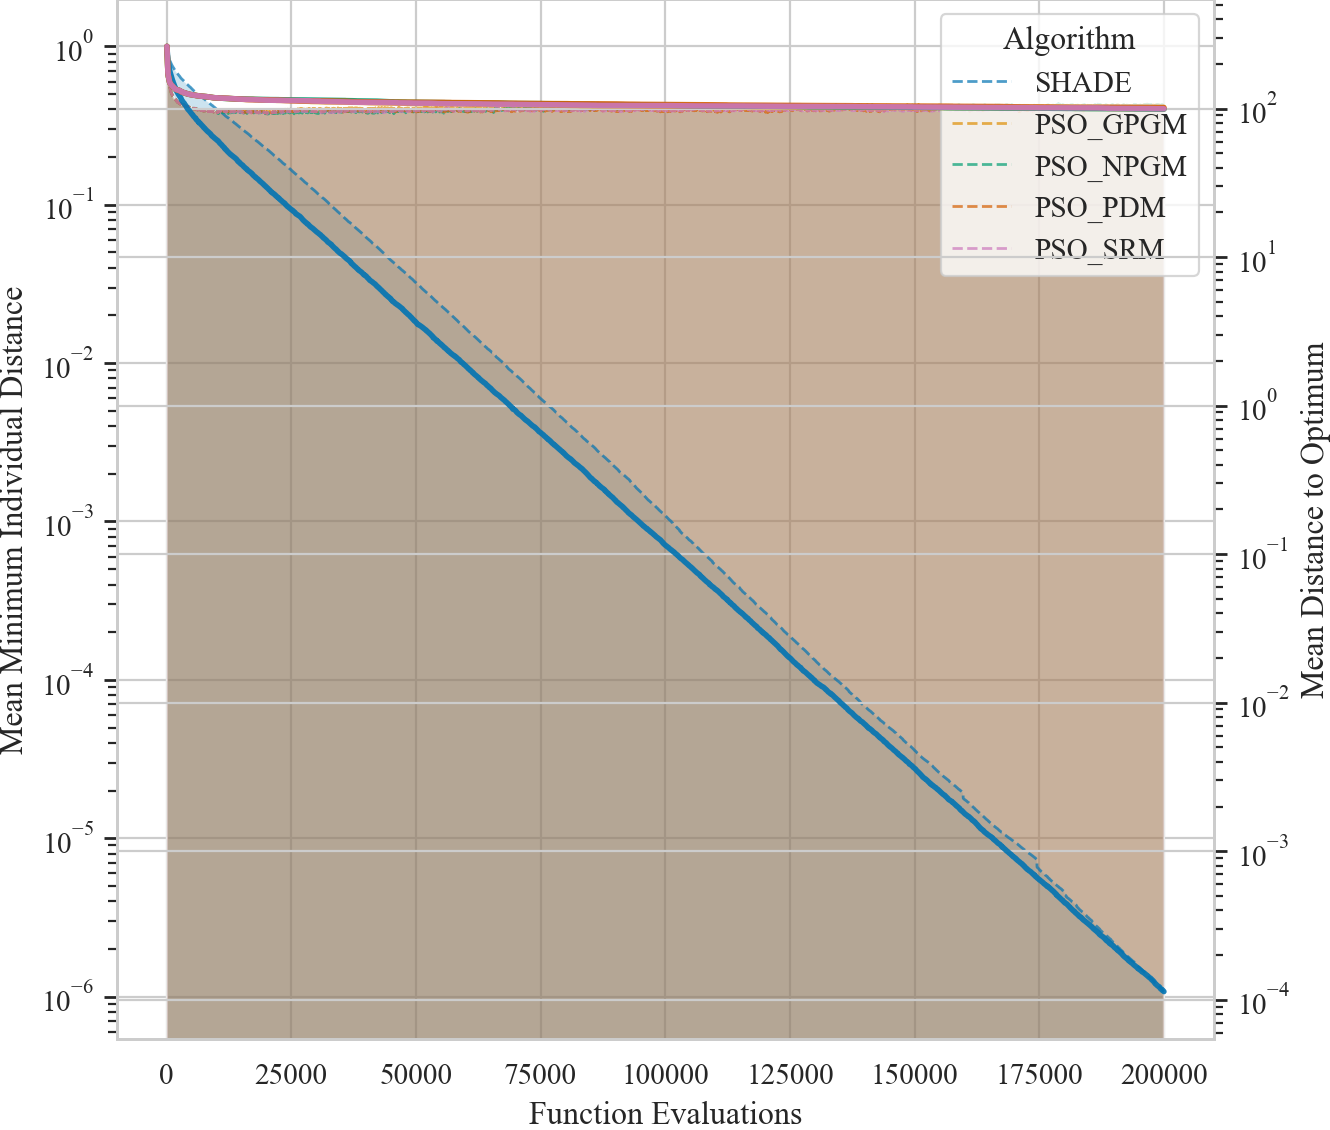 Algorithm
SHADE
PSO_GPGM
PSO_NPGM
PSO_PDM
PSO_SRM
Mean Minimum Individual Distance
10^0
10^−1
10^−2
10^−3
10^−4
10^−5
10^−6
10^2
10^1
10^0
10^−1
10^−2
10^−3
10^−4
Mean Distance to Optimum
0 25000 50000 75000 100000 125000 150000 175000 200000
Function Evaluations